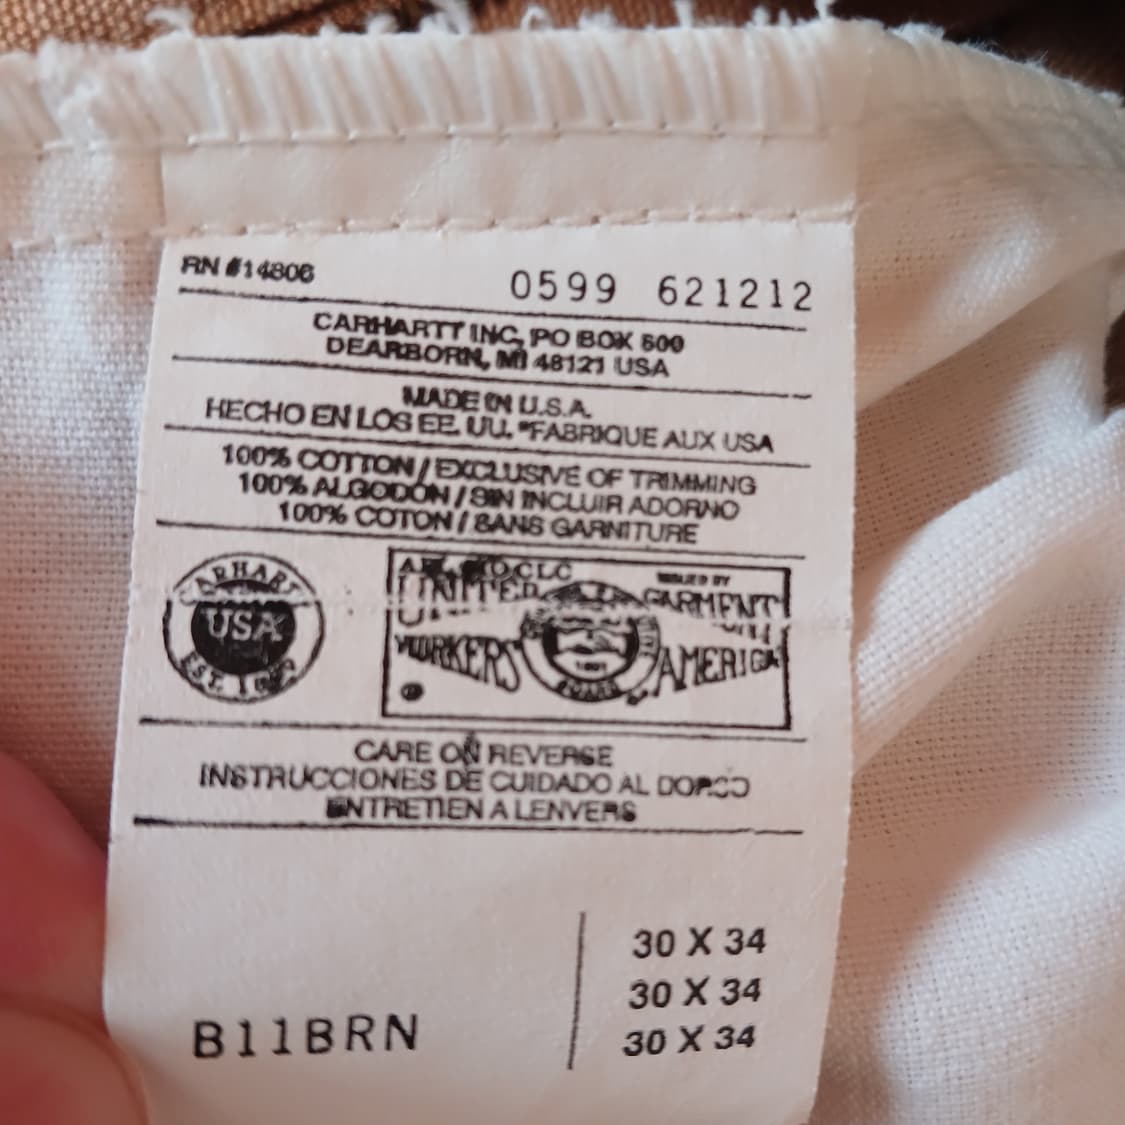 RN #14806
0599 621212
CARHARTT INC, PO BOX 600
DEARBORN, MI 48121 USA
MADE IN U.S.A.
HECHO EN LOS EE. UU. *FABRIQUE AUX USA
100% COTTON / EXCLUSIVE OF TRIMMING
100% ALGODON / SIN INCLUIR ADORNO
100% COTON / SANS GARNITURE
CARHARTT
USA
EST.
ISSUED BY
UNITED GARMENT
WORKERS AMERICA
CARE ON REVERSE
INSTRUCCIONES DE CUIDADO AL DORSO
ENTRETIEN A LENVERS
30 X 34
30 X 34
B11BRN
30 X 34